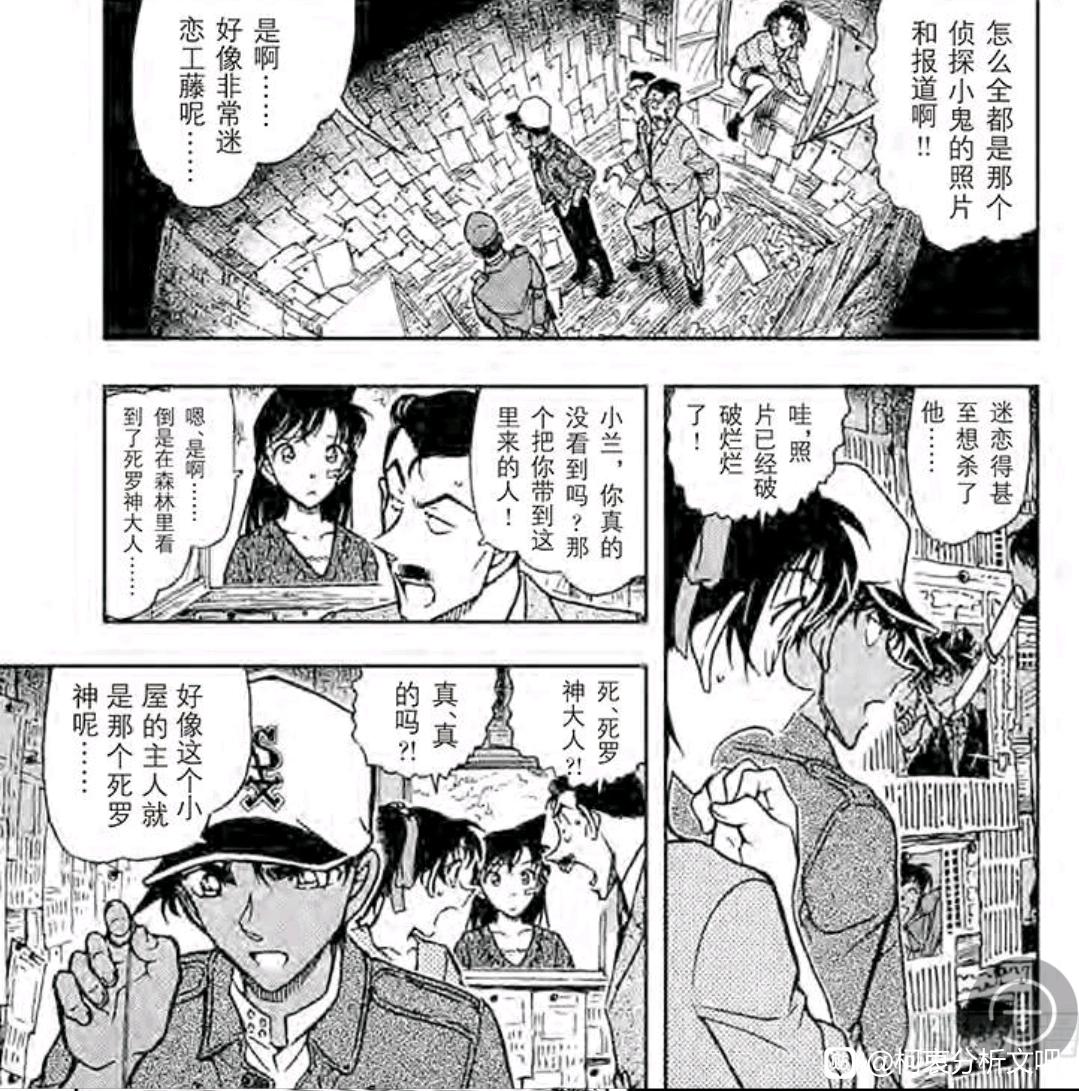 怎么全都是那个
侦探小鬼的照片
和报道啊!!
是啊……
好像非常迷
恋工藤呢……
迷恋得甚
至想杀了
他……
哇,照
片已经破
破烂烂
了!
小兰，你真的
没看到吗?那
个把你带到这
里来的人!
嗯、是啊……
倒是在森林里看
到了死罗神大人……
死、死罗
神大人?!
真、真
的吗?!
好像这个小
屋的主人就
是那个死罗
神呢……
@柯哀分析文吧